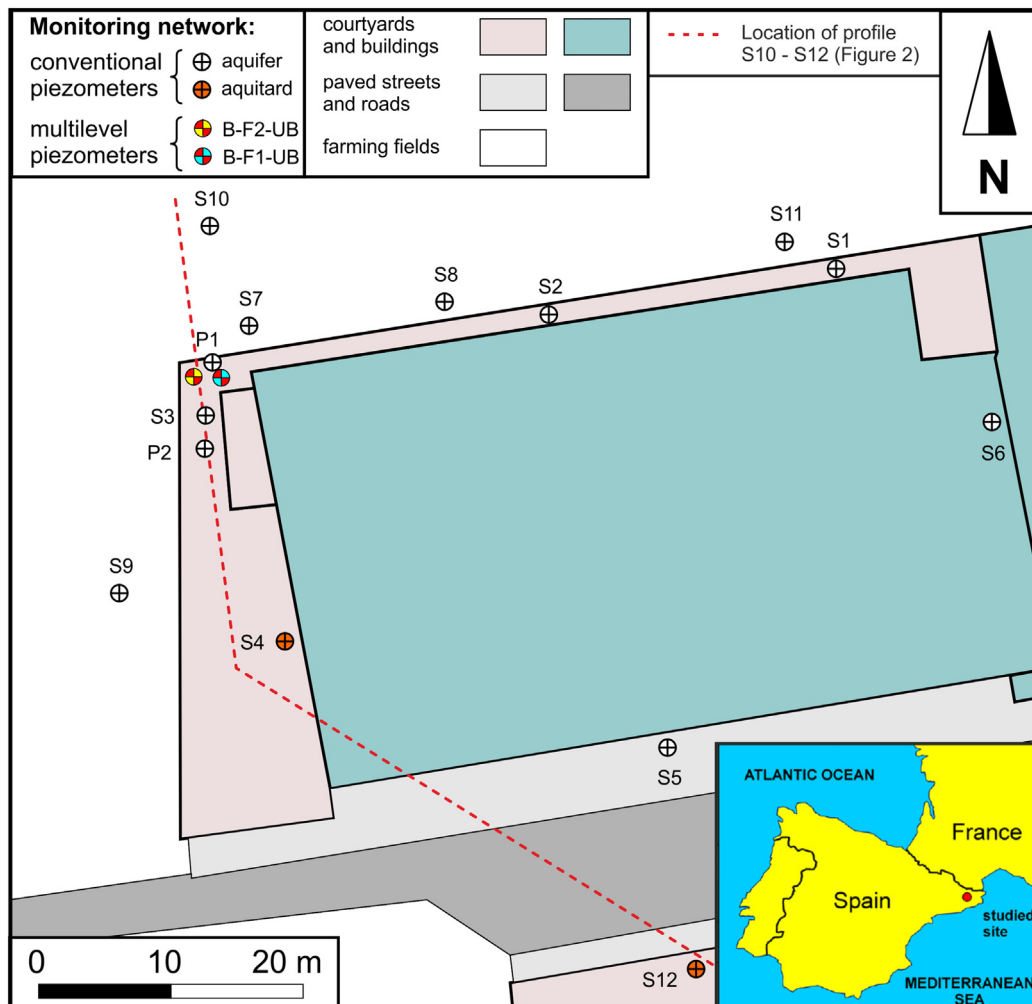 Monitoring network:
conventional
piezometers
aquifer
aquitard
multilevel
piezometers
B-F2-UB
B-F1-UB
courtyards
and buildings
paved streets
and roads
farming fields
Location of profile
S10 - S12 (Figure 2)
N
S10
S11
S1
S8
S2
S7
P1
S3
P2
S6
S9
S4
S5
S12
0
10
20 m
ATLANTIC OCEAN
France
Spain
studied
site
MEDITERRANEAN
SEA